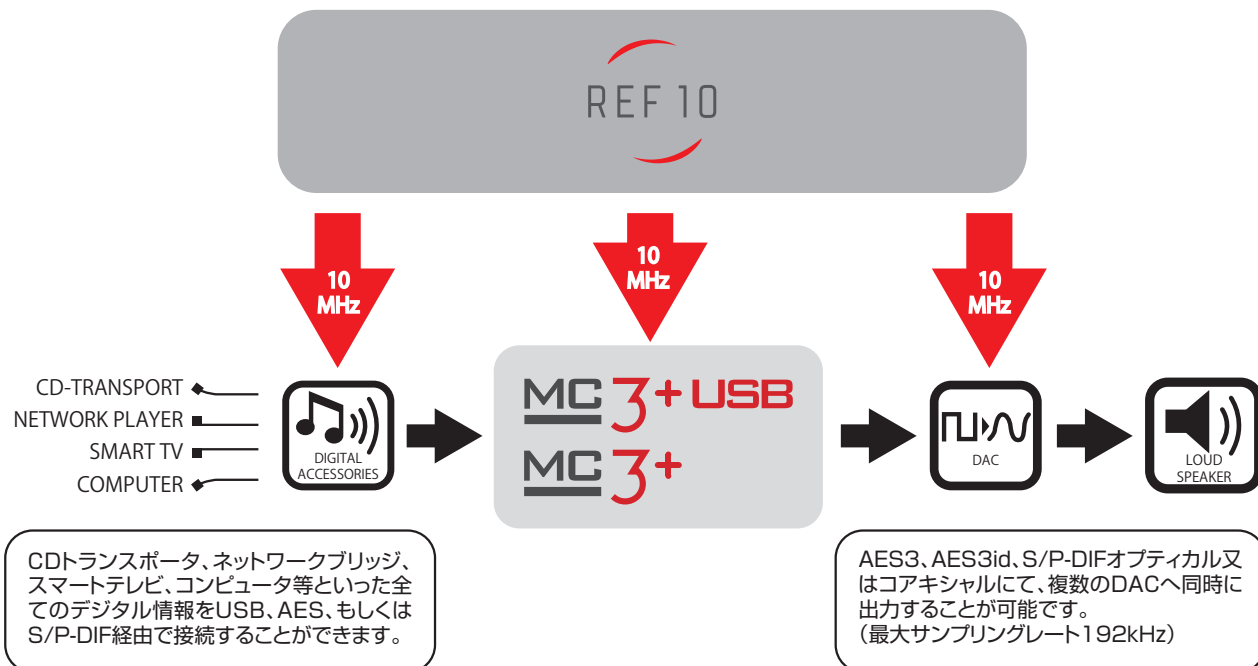 REF 10
10
MHz
10
MHz
10
MHz
CD-TRANSPORT
NETWORK PLAYER
SMART TV
COMPUTER
DIGITAL
ACCESSORIES
MC 3+ USB
MC 3+
DAC
LOUD
SPEAKER
CDトランスポータ、ネットワークブリッジ、
スマートテレビ、コンピュータ等といった全
てのデジタル情報をUSB、AES、もしくは
S/P-DIF経由で接続することができます。
AES3、AES3id、S/P-DIFオプティカル又
はコアキシャルにて、複数のDACへ同時に
出力することが可能です。
（最大サンプリングレート192kHz）